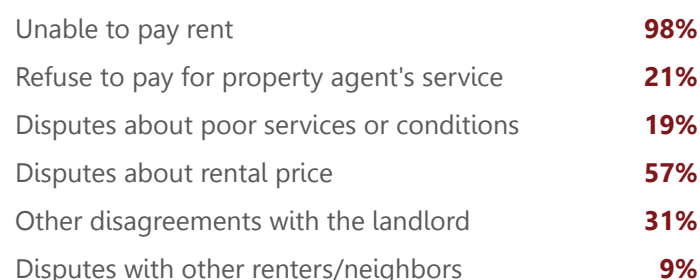 Unable to pay rent 98%
Refuse to pay for property agent's service 21%
Disputes about poor services or conditions 19%
Disputes about rental price 57%
Other disagreements with the landlord 31%
Disputes with other renters/neighbors 9%